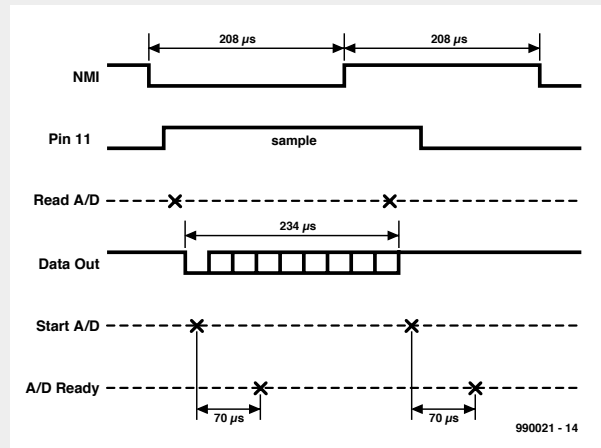 208 µs 208 µs
NMI
Pin 11 sample
Read A/D
234 µs
Data Out
Start A/D
A/D Ready
70 µs 70 µs
990021 - 14